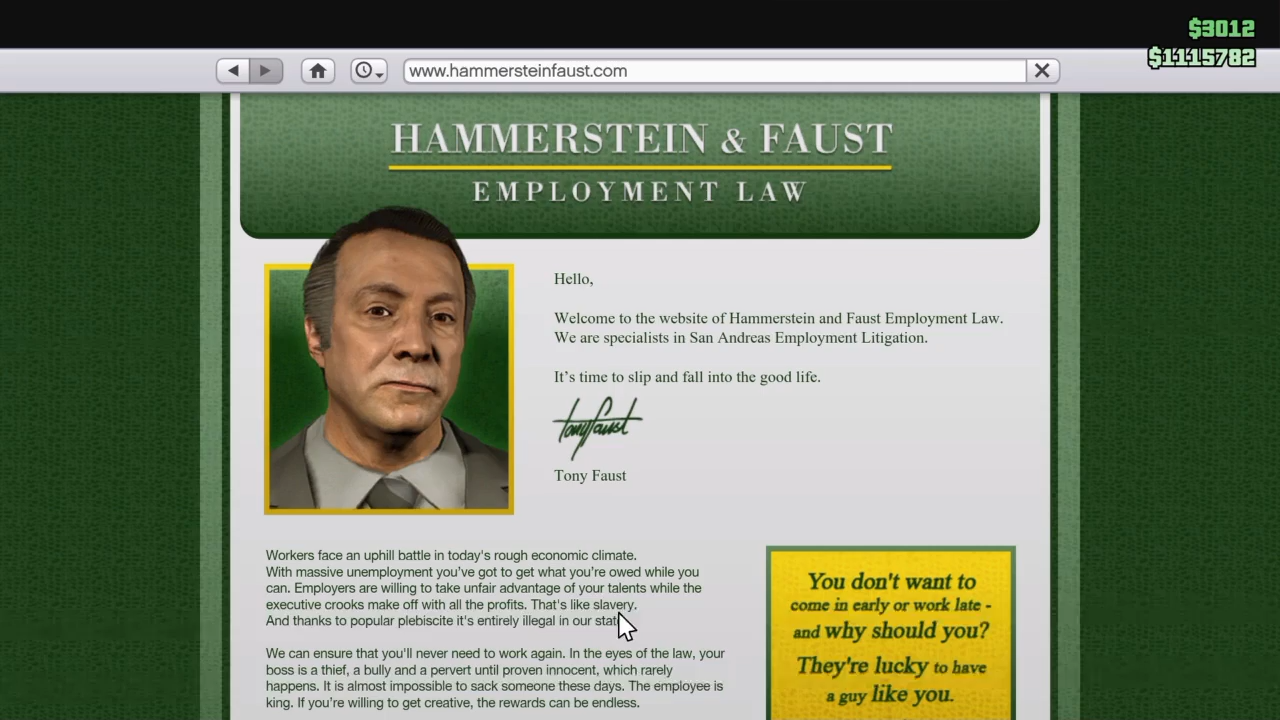 $3012
$1115782
www.hammersteinfaust.com
HAMMERSTEIN & FAUST
EMPLOYMENT LAW
Hello,
Welcome to the website of Hammerstein and Faust Employment Law.
We are specialists in San Andreas Employment Litigation.
It's time to slip and fall into the good life.
Tony Faust
Tony Faust
Workers face an uphill battle in today's rough economic climate.
With massive unemployment you've got to get what you're owed while you
can. Employers are willing to take unfair advantage of your talents while the
executive crooks make off with all the profits. That's like slavery.
And thanks to popular plebiscite it's entirely illegal in our
We can ensure that you'll never need to work again. In the eyes of the law, your
boss is a thief, a bully and a pervert until proven innocent, which rarely
happens. It is almost impossible to sack someone these days. The employee is
king. If you're willing to get creative, the rewards can be endless.
You don't want to
come in early or work late -
and why should you?
They're lucky to have
a guy like you.